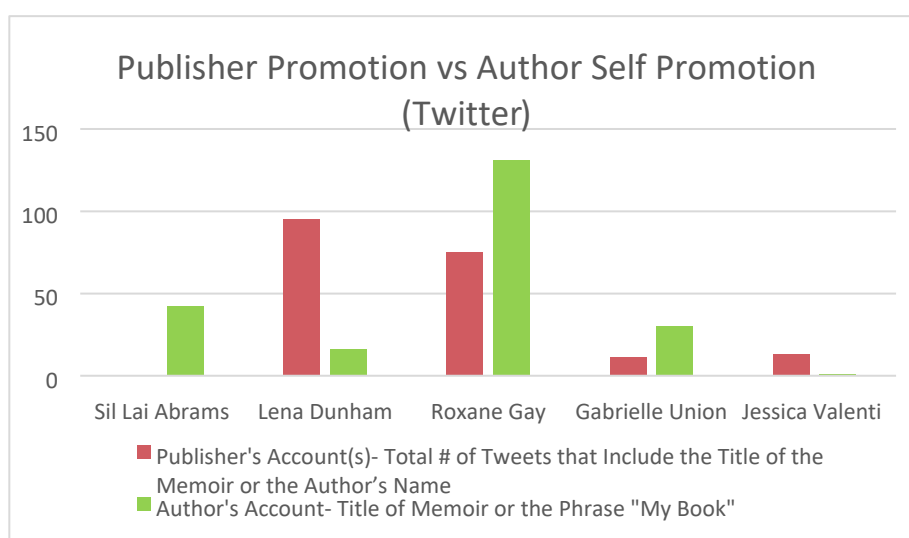 Publisher Promotion vs Author Self Promotion
(Twitter)
150
100
50
0
Sil Lai Abrams Lena Dunham Roxane Gay Gabrielle Union Jessica Valenti
Publisher's Account(s)- Total # of Tweets that Include the Title of the
Memoir or the Author’s Name
Author's Account- Title of Memoir or the Phrase "My Book"